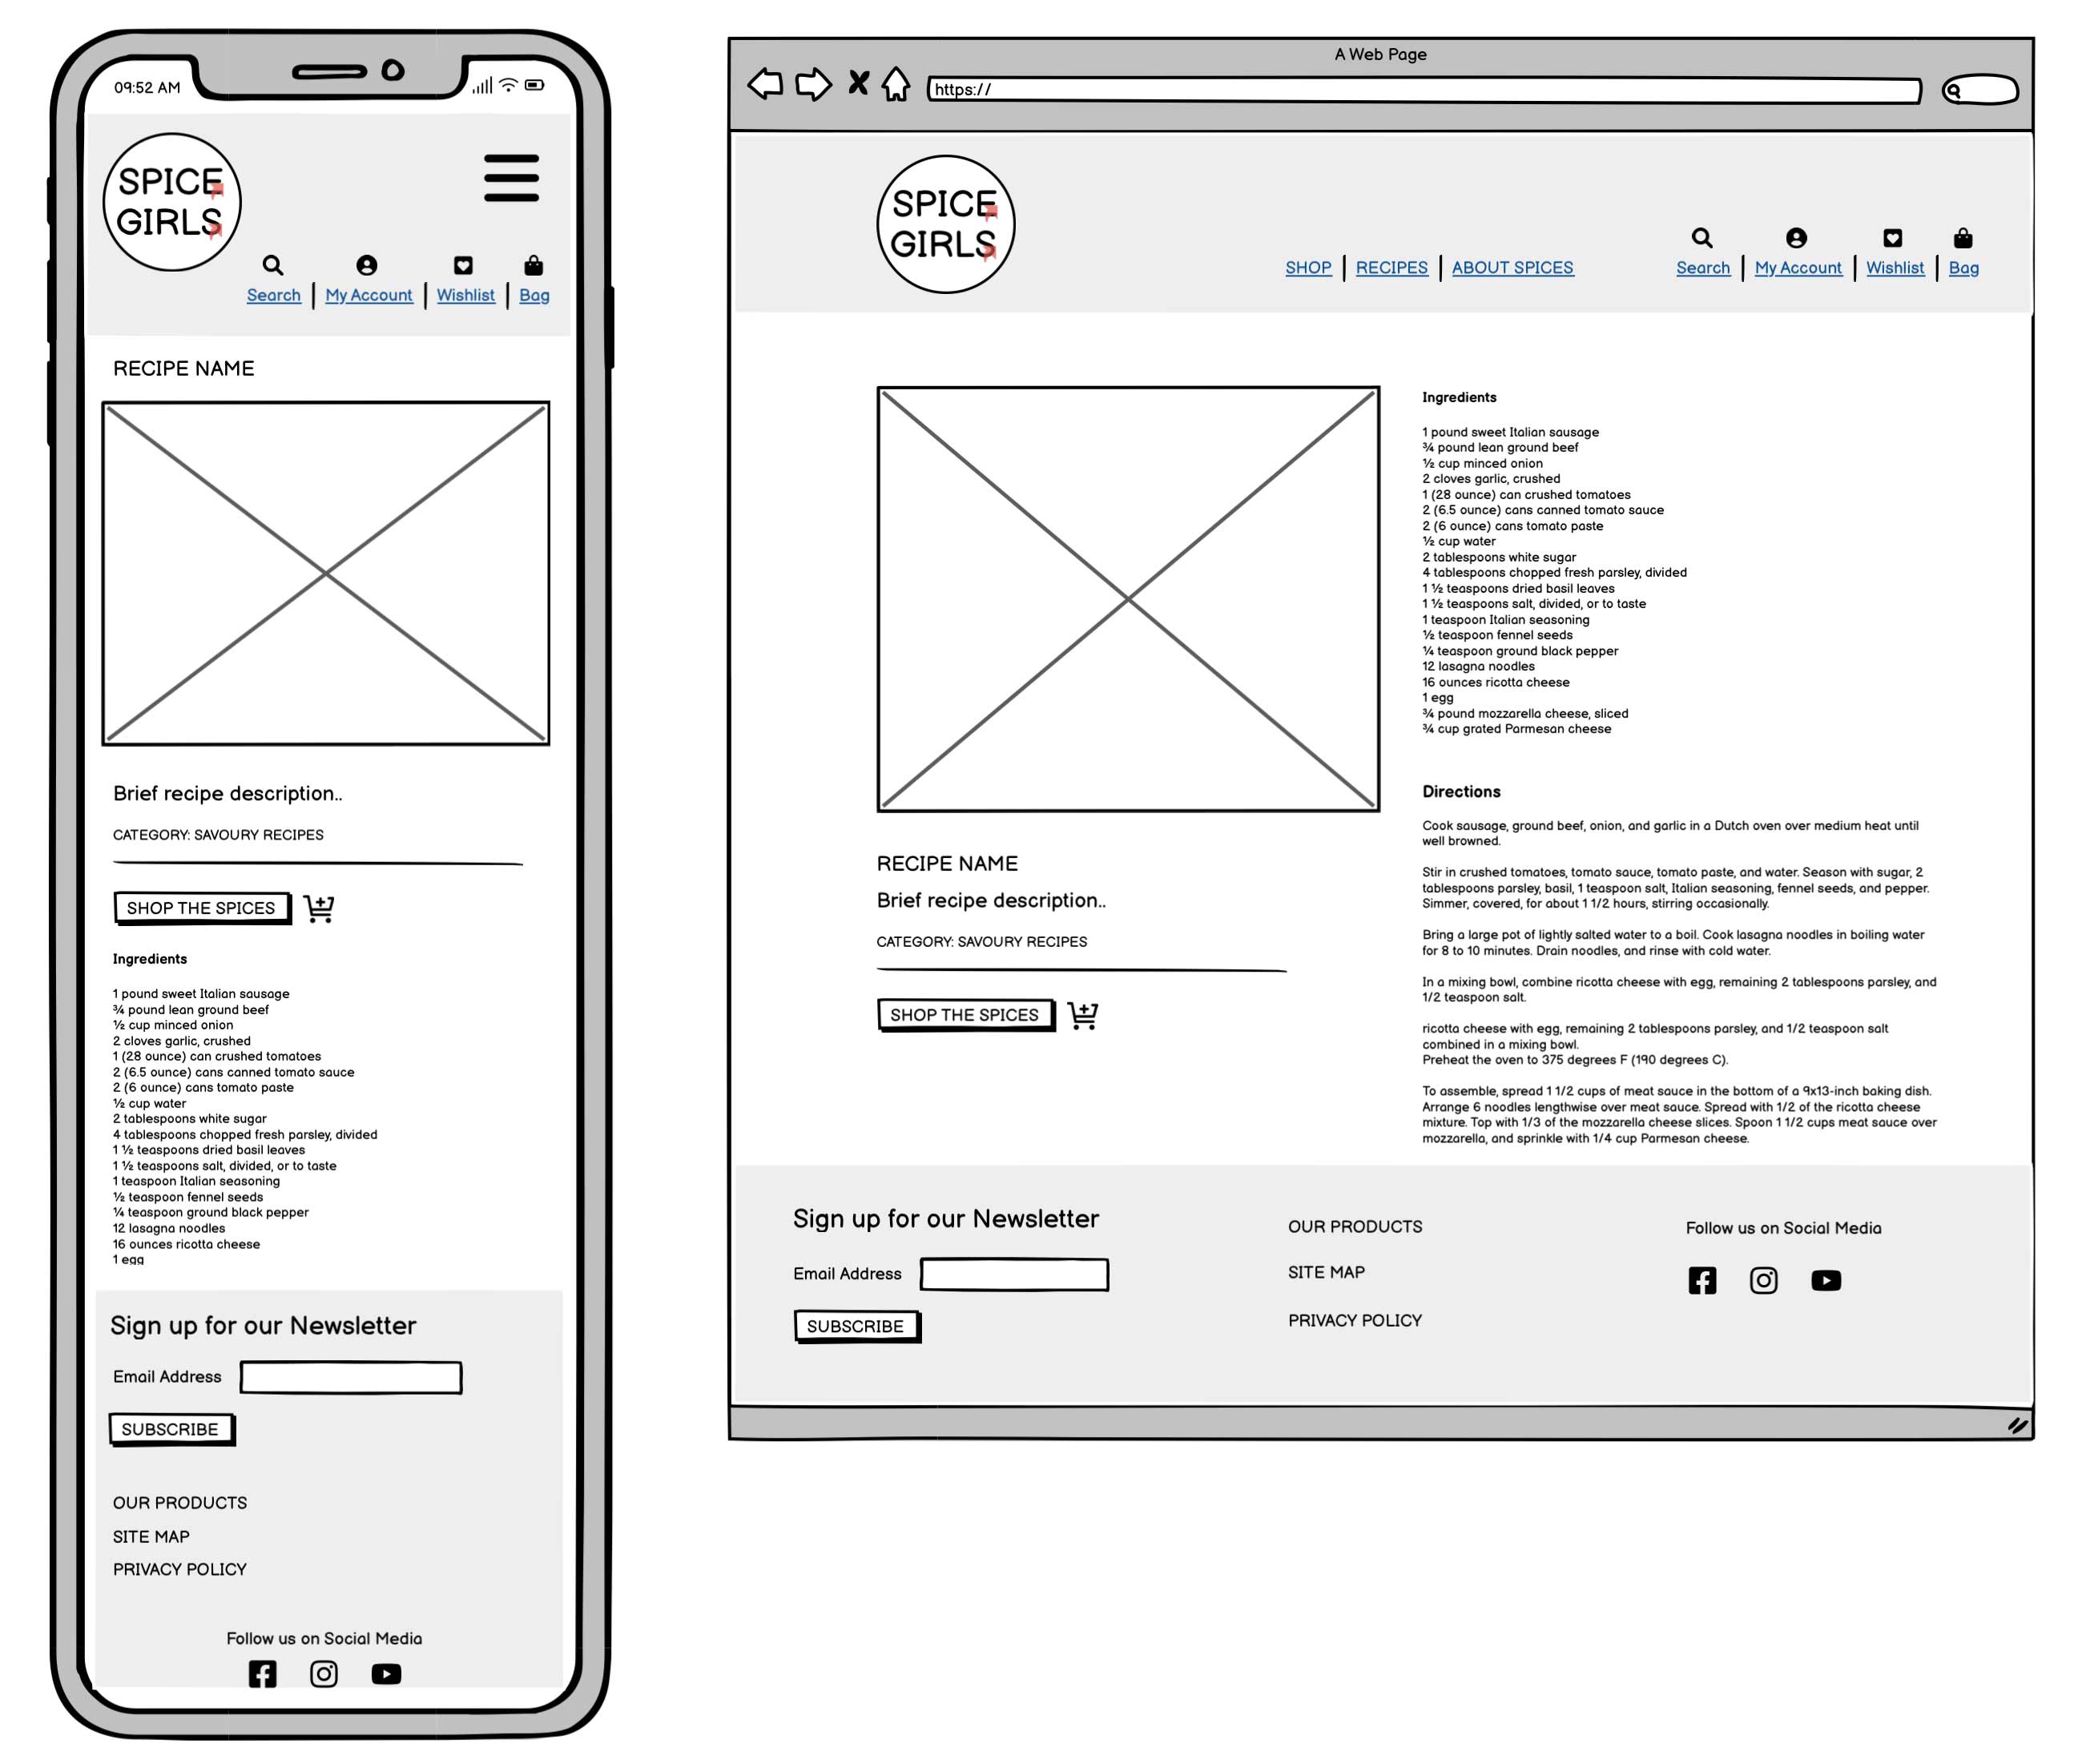 09:52 AM
SPICE
GIRLS
Search
My Account
Wishlist
Bag
RECIPE NAME
Brief recipe description..
CATEGORY: SAVOURY RECIPES
SHOP THE SPICES
Ingredients
1 pound sweet Italian sausage
¾ pound lean ground beef
½ cup minced onion
2 cloves garlic, crushed
1 (28 ounce) can crushed tomatoes
2 (6.5 ounce) cans canned tomato sauce
2 (6 ounce) cans tomato paste
½ cup water
2 tablespoons white sugar
4 tablespoons chopped fresh parsley, divided
1 ½ teaspoons dried basil leaves
1 ½ teaspoons salt, divided, or to taste
1 teaspoon Italian seasoning
½ teaspoon fennel seeds
¼ teaspoon ground black pepper
12 lasagna noodles
16 ounces ricotta cheese
1 egg
Sign up for our Newsletter
Email Address
SUBSCRIBE
OUR PRODUCTS
SITE MAP
PRIVACY POLICY
Follow us on Social Media
A Web Page
https://
SPICE
GIRLS
SHOP
RECIPES
ABOUT SPICES
Search
My Account
Wishlist
Bag
RECIPE NAME
Brief recipe description..
CATEGORY: SAVOURY RECIPES
SHOP THE SPICES
Ingredients
1 pound sweet Italian sausage
¾ pound lean ground beef
½ cup minced onion
2 cloves garlic, crushed
1 (28 ounce) can crushed tomatoes
2 (6.5 ounce) cans canned tomato sauce
2 (6 ounce) cans tomato paste
½ cup water
2 tablespoons white sugar
4 tablespoons chopped fresh parsley, divided
1 ½ teaspoons dried basil leaves
1 ½ teaspoons salt, divided, or to taste
1 teaspoon Italian seasoning
½ teaspoon fennel seeds
¼ teaspoon ground black pepper
12 lasagna noodles
16 ounces ricotta cheese
1 egg
¾ pound mozzarella cheese, sliced
¾ cup grated Parmesan cheese
Directions
Cook sausage, ground beef, onion, and garlic in a Dutch oven over medium heat until
well browned.
Stir in crushed tomatoes, tomato sauce, tomato paste, and water. Season with sugar, 2
tablespoons parsley, basil, 1 teaspoon salt, Italian seasoning, fennel seeds, and pepper.
Simmer, covered, for about 1 1/2 hours, stirring occasionally.
Bring a large pot of lightly salted water to a boil. Cook lasagna noodles in boiling water
for 8 to 10 minutes. Drain noodles, and rinse with cold water.
In a mixing bowl, combine ricotta cheese with egg, remaining 2 tablespoons parsley, and
1/2 teaspoon salt.
ricotta cheese with egg, remaining 2 tablespoons parsley, and 1/2 teaspoon salt
combined in a mixing bowl.
Preheat the oven to 375 degrees F (190 degrees C).
To assemble, spread 1 1/2 cups of meat sauce in the bottom of a 9x13-inch baking dish.
Arrange 6 noodles lengthwise over meat sauce. Spread with 1/2 of the ricotta cheese
mixture. Top with 1/3 of the mozzarella cheese slices. Spoon 1 1/2 cups meat sauce over
mozzarella, and sprinkle with 1/4 cup Parmesan cheese.
Sign up for our Newsletter
Email Address
SUBSCRIBE
OUR PRODUCTS
SITE MAP
PRIVACY POLICY
Follow us on Social Media